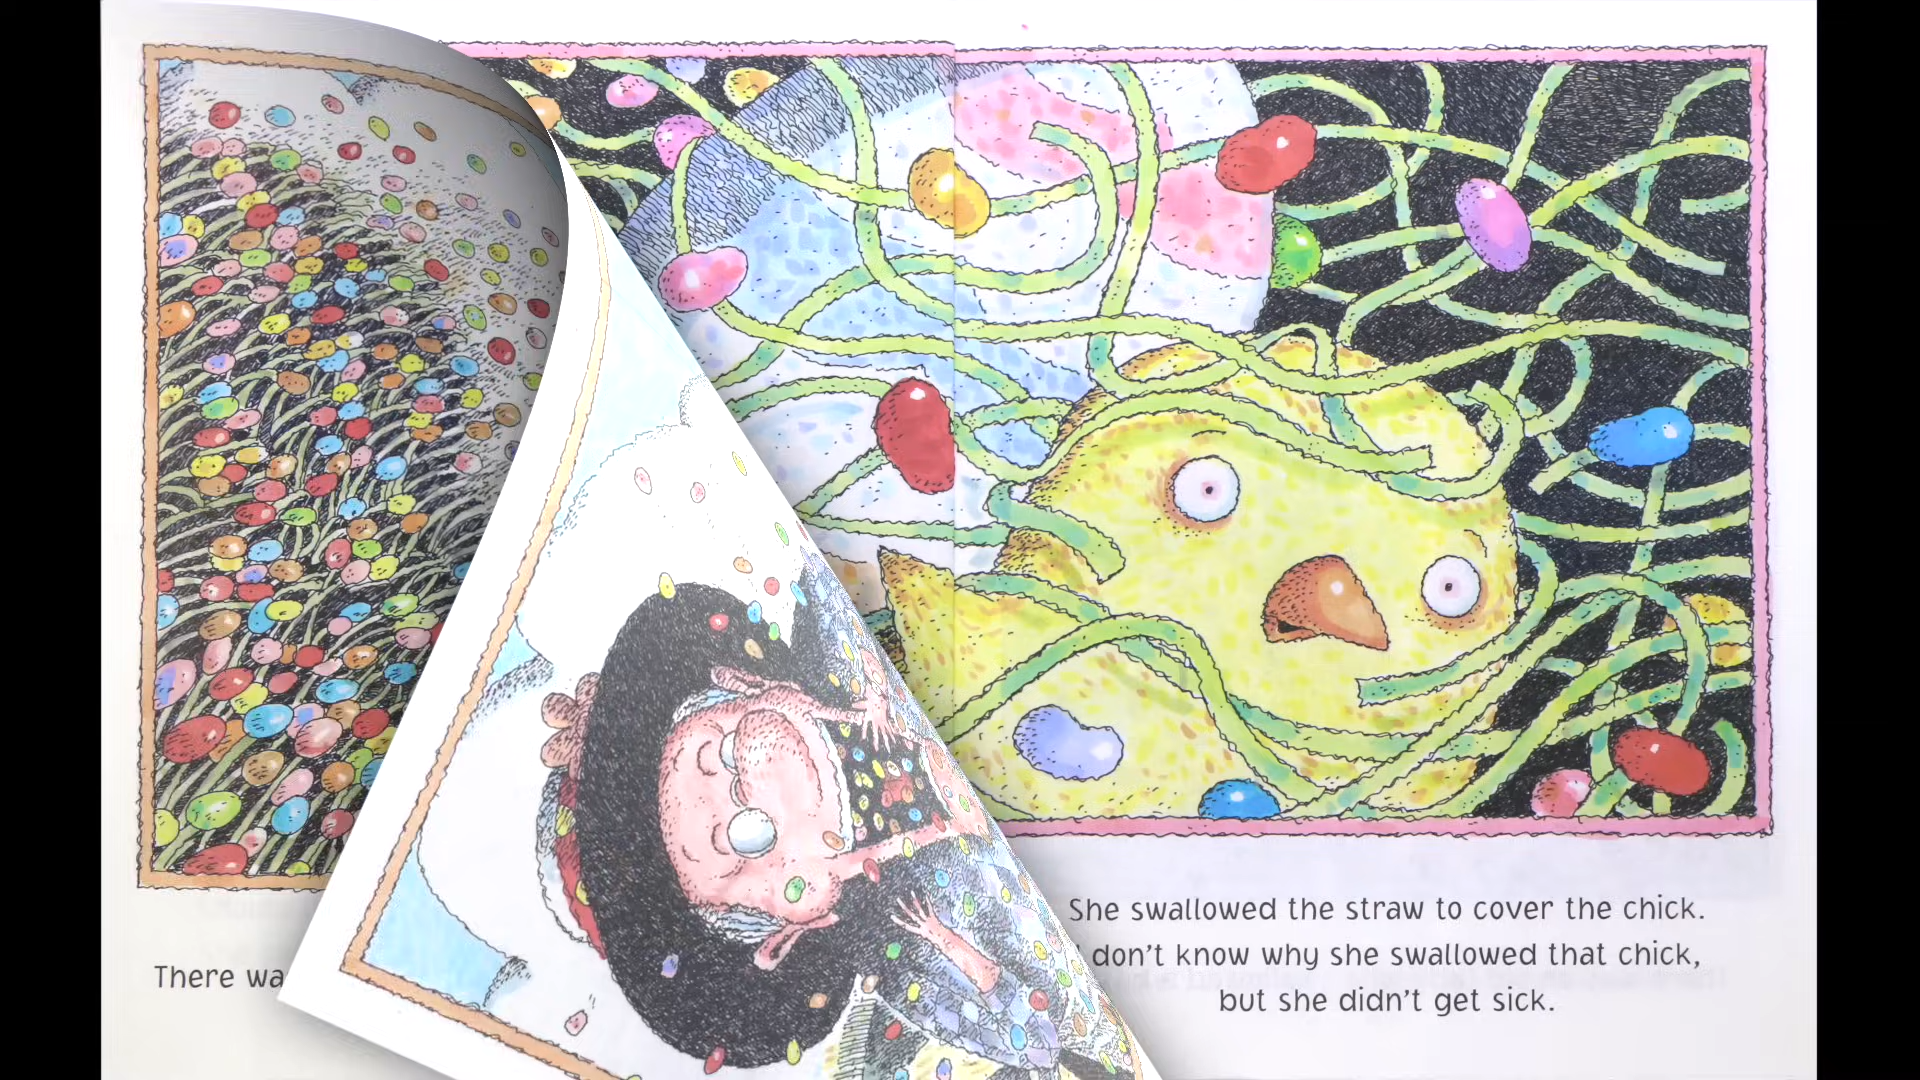 There wa
She swallowed the straw to cover the chick.
don't know why she swallowed that chick,
but she didn't get sick.